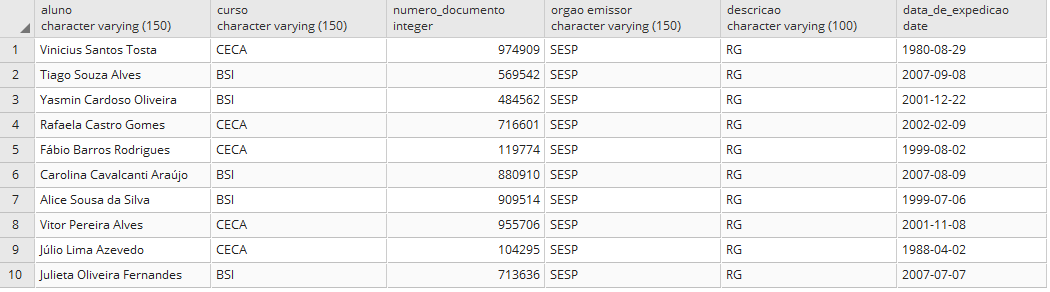 aluno curso numero_documento orgao emissor descricao data_de_expedicao
character varying (150) character varying (150) integer character varying (150) character varying (100) date
1 Vinicius Santos Tosta CECA 974909 SESP RG 1980-08-29
2 Tiago Souza Alves BSI 569542 SESP RG 2007-09-08
3 Yasmin Cardoso Oliveira BSI 484562 SESP RG 2001-12-22
4 Rafaela Castro Gomes CECA 716601 SESP RG 2002-02-09
5 Fábio Barros Rodrigues CECA 119774 SESP RG 1999-08-02
6 Carolina Cavalcanti Araújo BSI 880910 SESP RG 2007-08-09
7 Alice Sousa da Silva BSI 909514 SESP RG 1999-07-06
8 Vitor Pereira Alves CECA 955706 SESP RG 2001-11-08
9 Júlio Lima Azevedo CECA 104295 SESP RG 1988-04-02
10 Julieta Oliveira Fernandes BSI 713636 SESP RG 2007-07-07